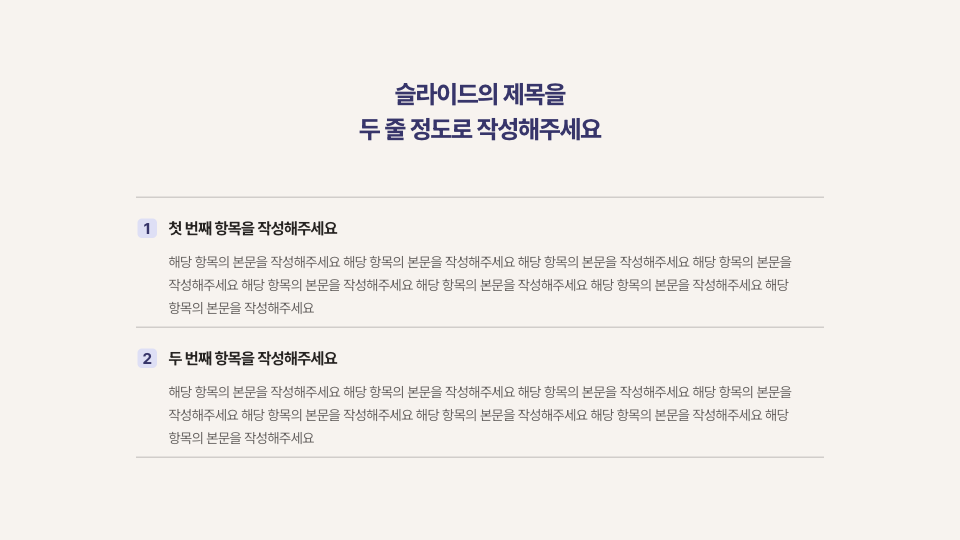 슬라이드의 제목을
두 줄 정도로 작성해주세요
1 첫 번째 항목을 작성해주세요
해당 항목의 본문을 작성해주세요 해당 항목의 본문을 작성해주세요 해당 항목의 본문을 작성해주세요 해당 항목의 본문을
작성해주세요 해당 항목의 본문을 작성해주세요 해당 항목의 본문을 작성해주세요 해당 항목의 본문을 작성해주세요 해당
항목의 본문을 작성해주세요
2 두 번째 항목을 작성해주세요
해당 항목의 본문을 작성해주세요 해당 항목의 본문을 작성해주세요 해당 항목의 본문을 작성해주세요 해당 항목의 본문을
작성해주세요 해당 항목의 본문을 작성해주세요 해당 항목의 본문을 작성해주세요 해당 항목의 본문을 작성해주세요 해당
항목의 본문을 작성해주세요